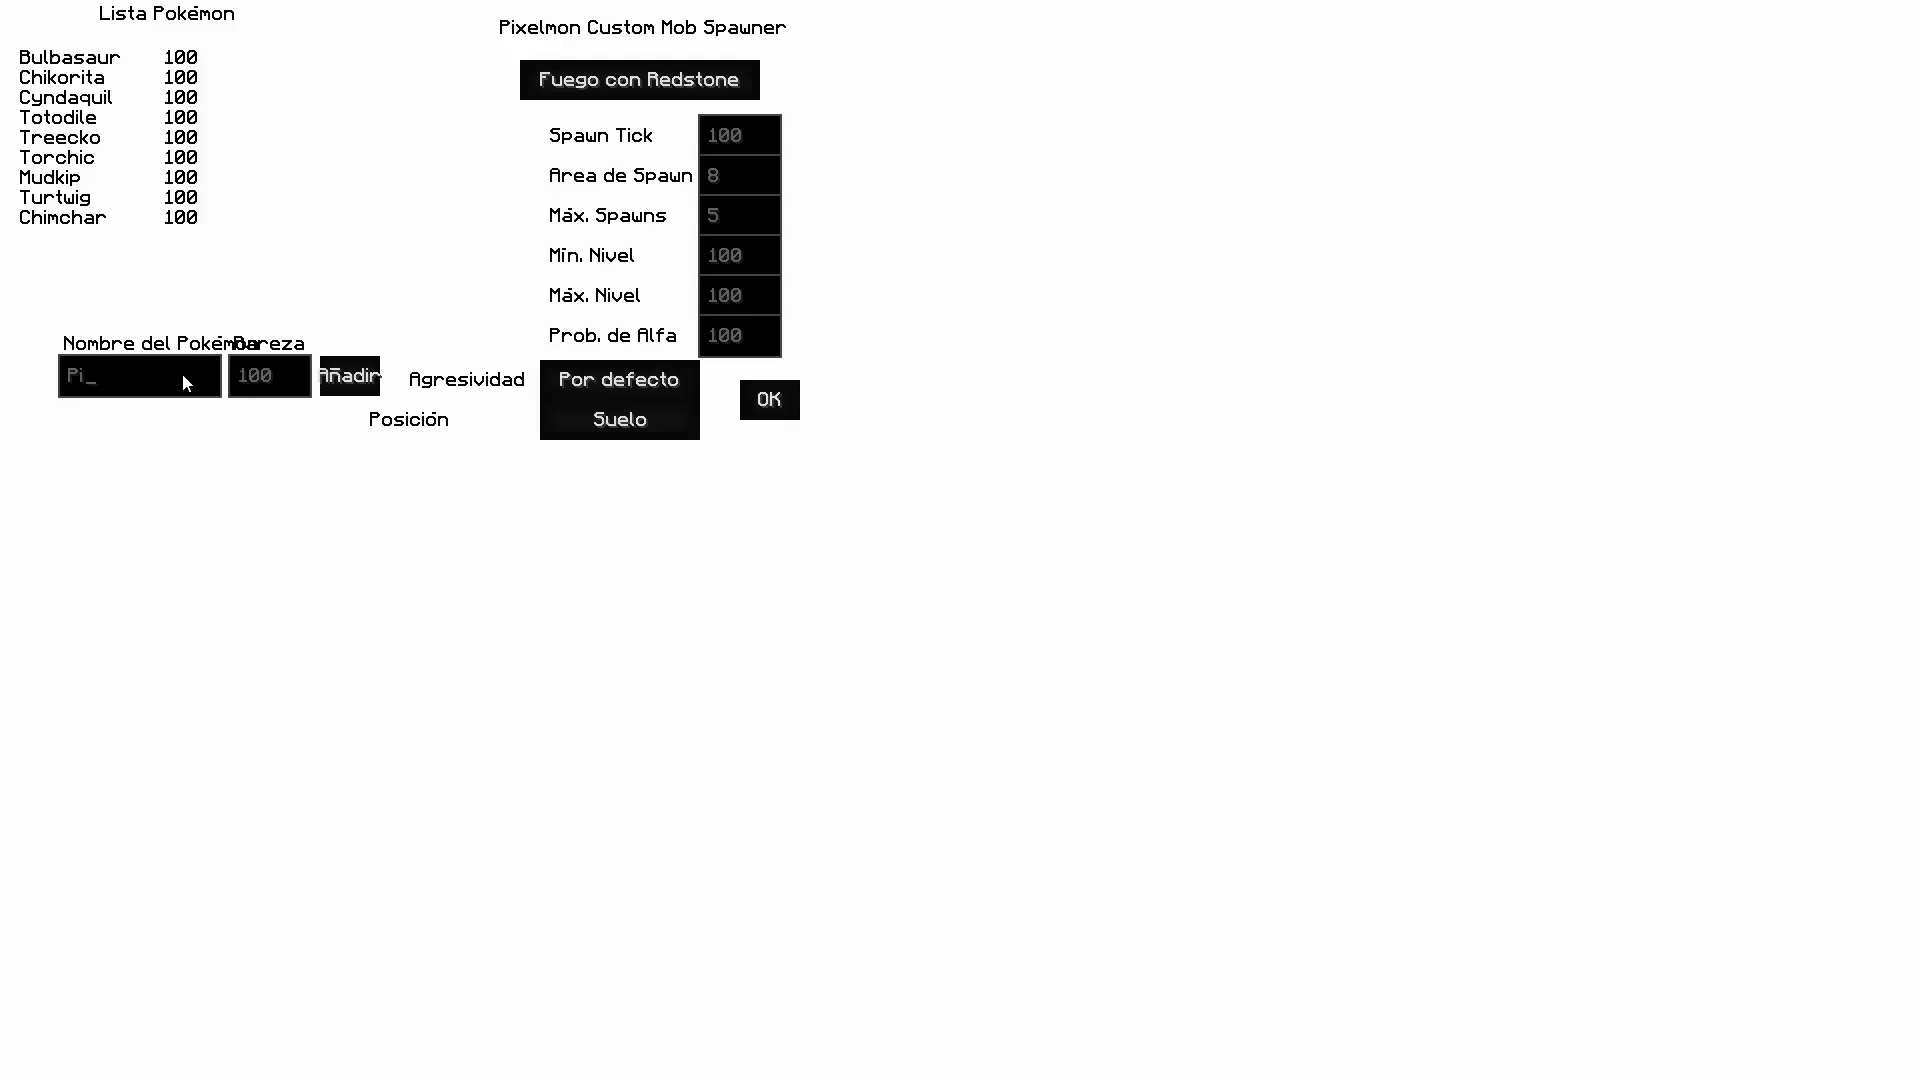 Lista Pokémon
Bulbasaur 100
Chikorita 100
Cyndaquil 100
Totodile 100
Treecko 100
Torchic 100
Mudkip 100
Turtwig 100
Chimchar 100
Nombre del Pokémon Rareza
Pi_ 100 Añadir
Pixelmon Custom Mob Spawner
Fuego con Redstone
Spawn Tick 100
Area de Spawn 8
Máx. Spawns 5
Mín. Nivel 100
Máx. Nivel 100
Prob. de Alfa 100
Agresividad Por defecto
Posición Suelo
OK